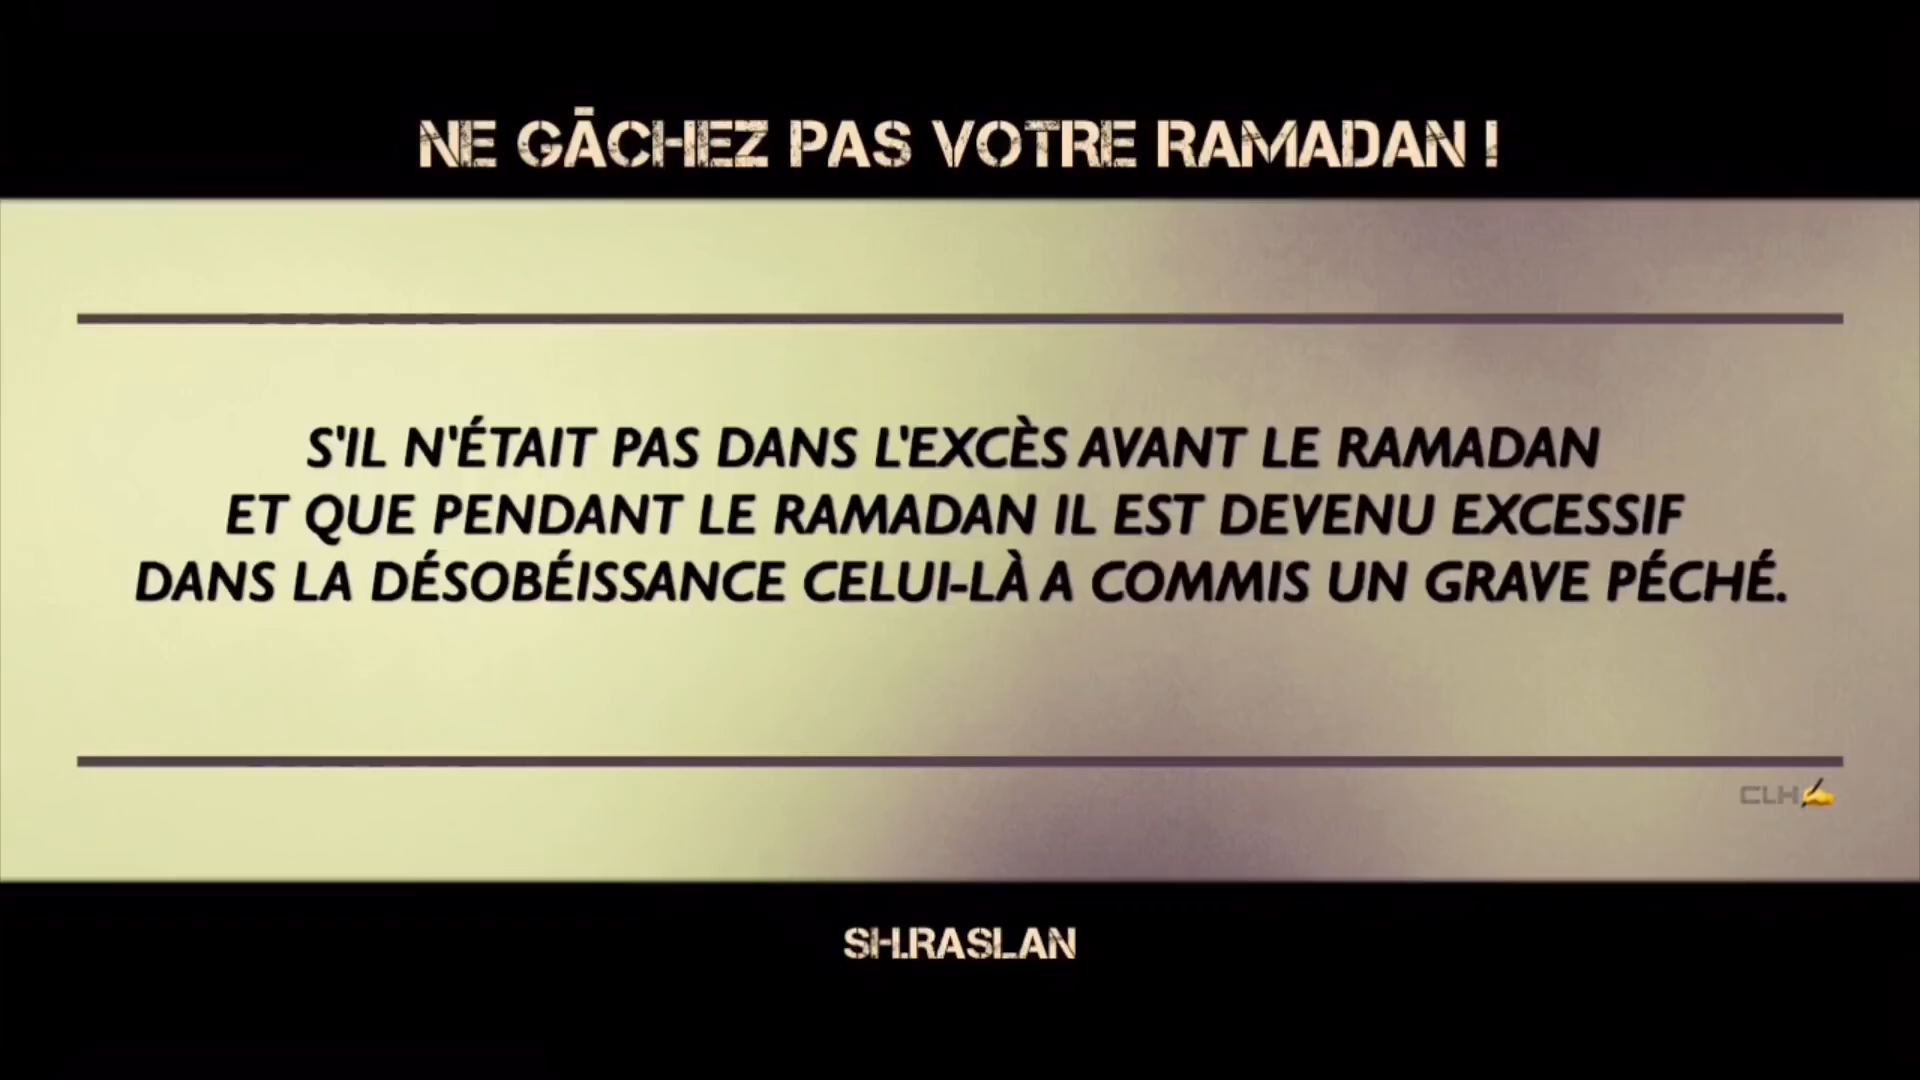 NE GĀCHEZ PAS VOTRE RAMADAN !
S'IL N'ÉTAIT PAS DANS L'EXCÈS AVANT LE RAMADAN
ET QUE PENDANT LE RAMADAN IL EST DEVENU EXCESSIF
DANS LA DÉSOBÉISSANCE CELUI-LÀ A COMMIS UN GRAVE PÉCHÉ.
CLH✍️
SH.RASLAN